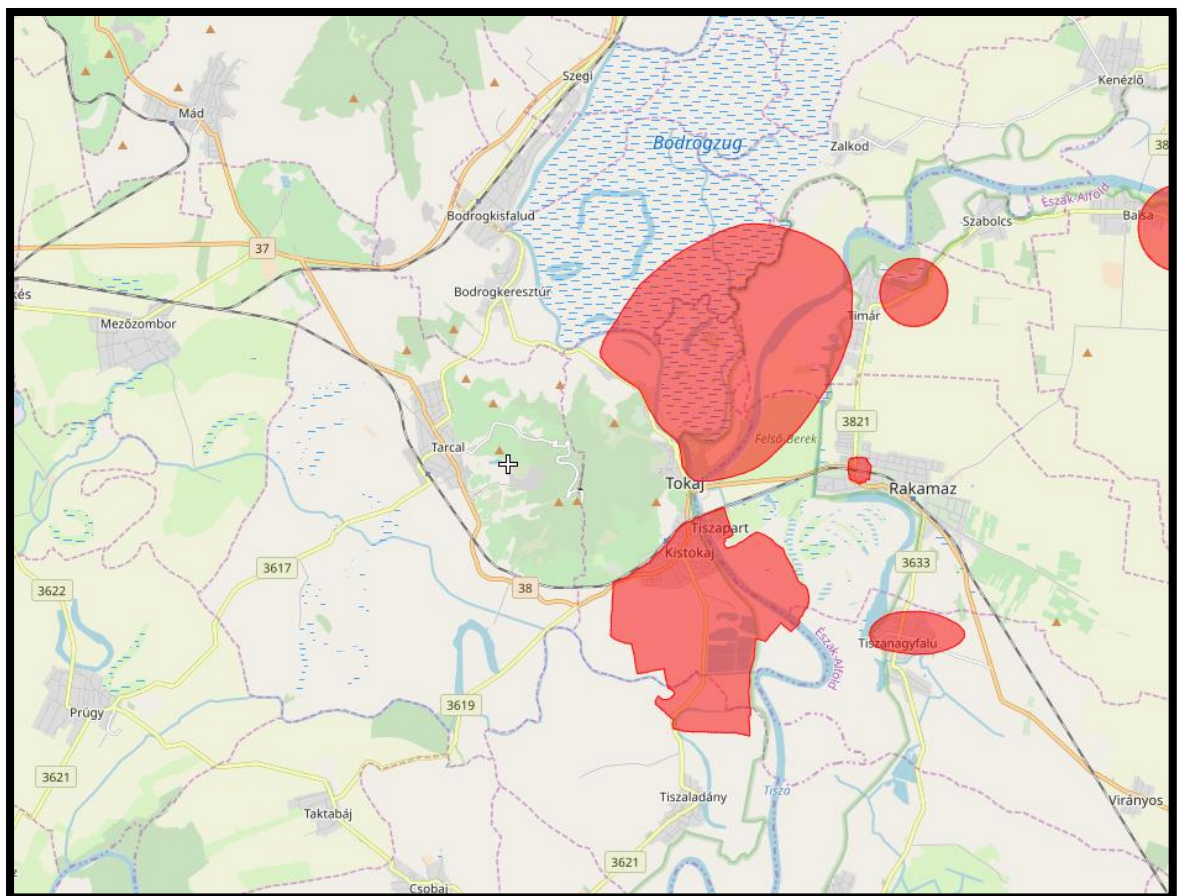 Szegi
Kenézlő
Mád
Bodrogzug
Zalkod
38
Észak-Alföld
Bodrogkisfalud
Szabolcs
Balsa
37
Bodrogkeresztúr
Mezőzombor
Timár
3821
Felső-Berek
Tarcal
Tokaj
Rakamaz
Tiszapart
Kistokaj
3617
3633
3622
38
Észak-Alföld
Tiszanagyfalu
Prügy
3619
3621
Tisza
Tiszaladány
Virányos
Taktabáj
3621
Csobaj